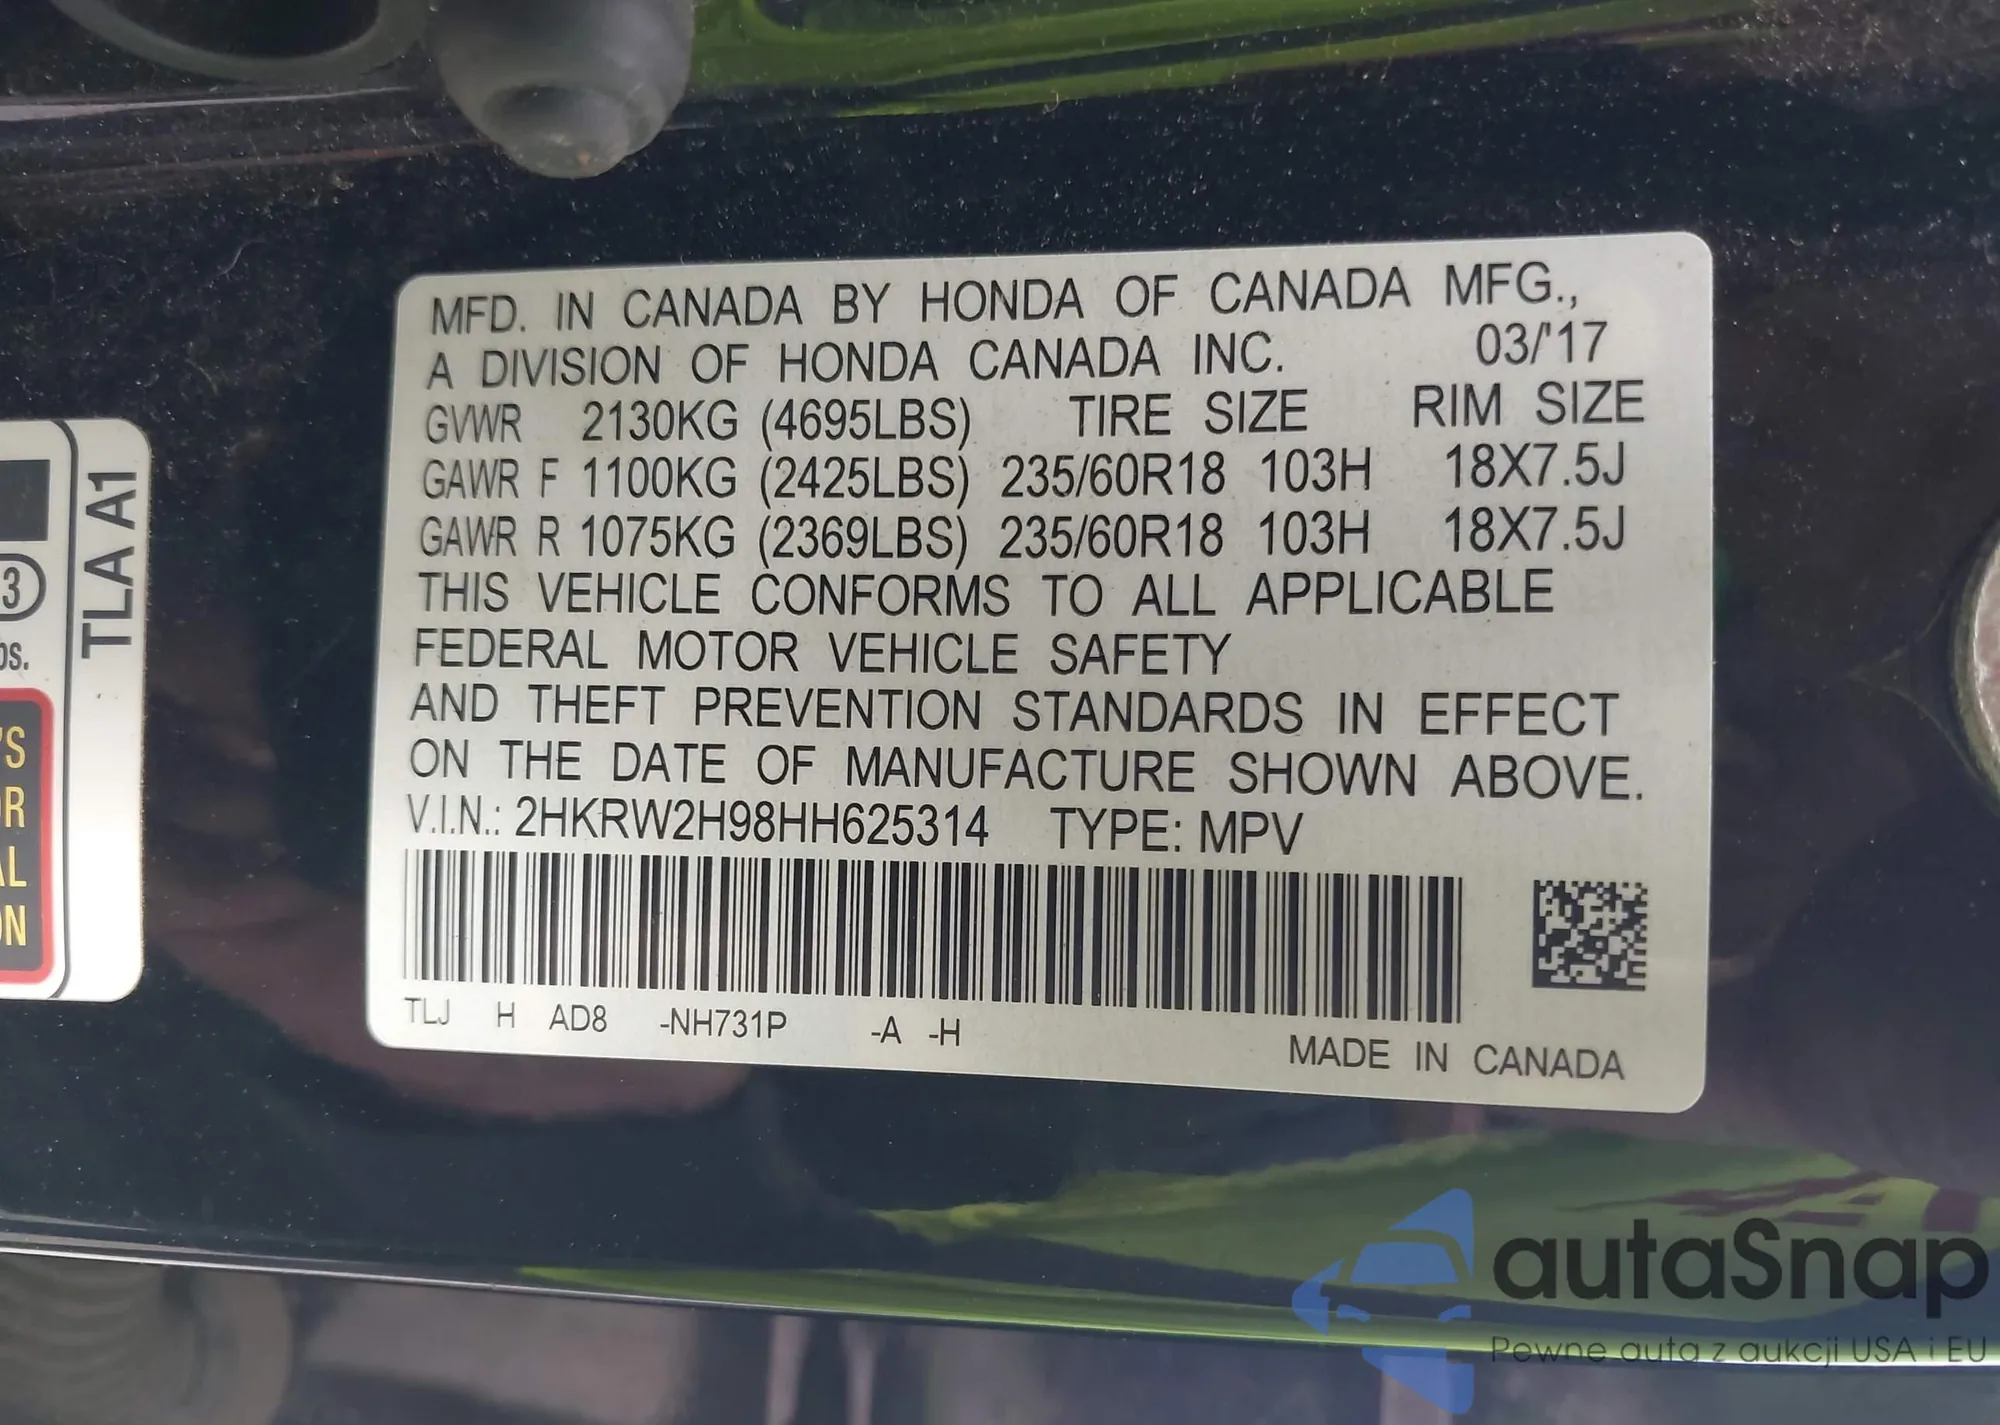 MFD. IN CANADA BY HONDA OF CANADA MFG.,
A DIVISION OF HONDA CANADA INC. 03/'17
GVWR 2130KG (4695LBS) TIRE SIZE RIM SIZE
GAWR F 1100KG (2425LBS) 235/60R18 103H 18X7.5J
GAWR R 1075KG (2369LBS) 235/60R18 103H 18X7.5J
THIS VEHICLE CONFORMS TO ALL APPLICABLE
FEDERAL MOTOR VEHICLE SAFETY
AND THEFT PREVENTION STANDARDS IN EFFECT
ON THE DATE OF MANUFACTURE SHOWN ABOVE.
V.I.N.: 2HKRW2H98HH625314 TYPE: MPV
TLJ H AD8 -NH731P -A -H
MADE IN CANADA
TLA A1
3
autaSnap
Pewne auta z aukcji USA i EU